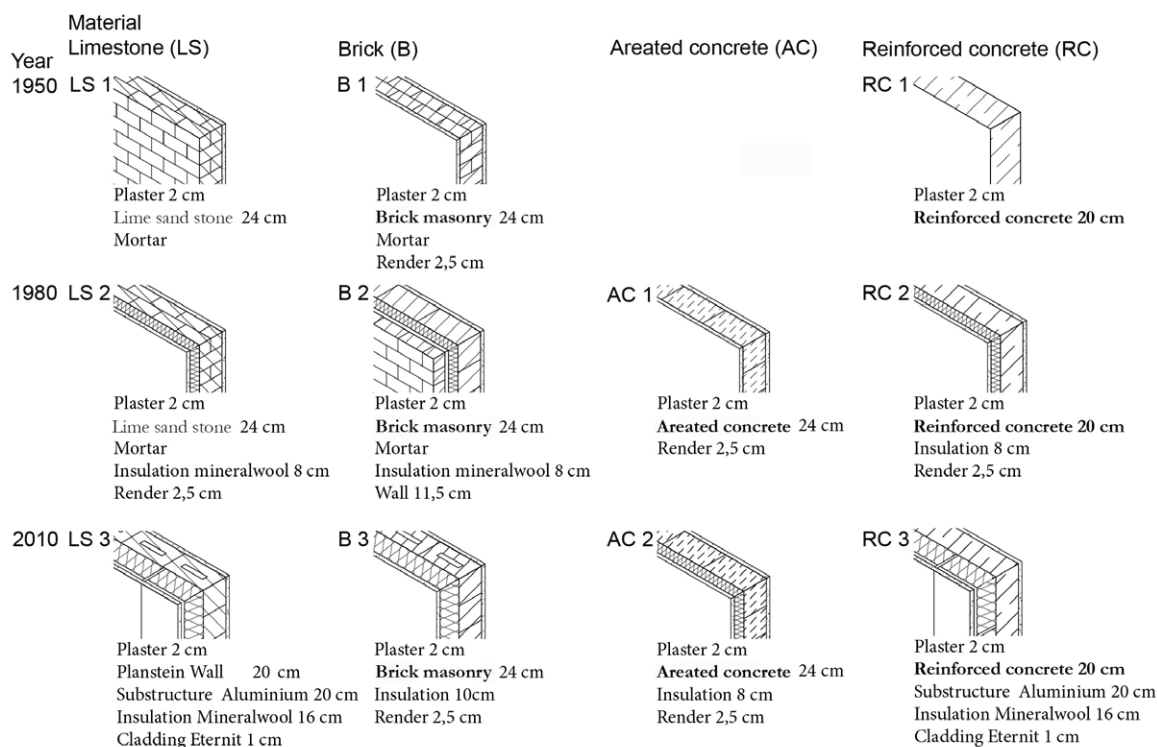 Material
Limestone (LS)
Brick (B)
Areated concrete (AC)
Reinforced concrete (RC)
Year
1950
LS 1
Plaster 2 cm
Lime sand stone 24 cm
Mortar
B 1
Plaster 2 cm
Brick masonry 24 cm
Mortar
Render 2,5 cm
RC 1
Plaster 2 cm
Reinforced concrete 20 cm
1980
LS 2
Plaster 2 cm
Lime sand stone 24 cm
Mortar
Insulation mineralwool 8 cm
Render 2,5 cm
B 2
Plaster 2 cm
Brick masonry 24 cm
Mortar
Insulation mineralwool 8 cm
Wall 11,5 cm
AC 1
Plaster 2 cm
Areated concrete 24 cm
Render 2,5 cm
RC 2
Plaster 2 cm
Reinforced concrete 20 cm
Insulation 8 cm
Render 2,5 cm
2010
LS 3
Plaster 2 cm
Planstein Wall 20 cm
Substructure Aluminium 20 cm
Insulation Mineralwool 16 cm
Cladding Eternit 1 cm
B 3
Plaster 2 cm
Brick masonry 24 cm
Insulation 10cm
Render 2,5 cm
AC 2
Plaster 2 cm
Areated concrete 24 cm
Insulation 8 cm
Render 2,5 cm
RC 3
Plaster 2 cm
Reinforced concrete 20 cm
Substructure Aluminium 20 cm
Insulation Mineralwool 16 cm
Cladding Eternit 1 cm